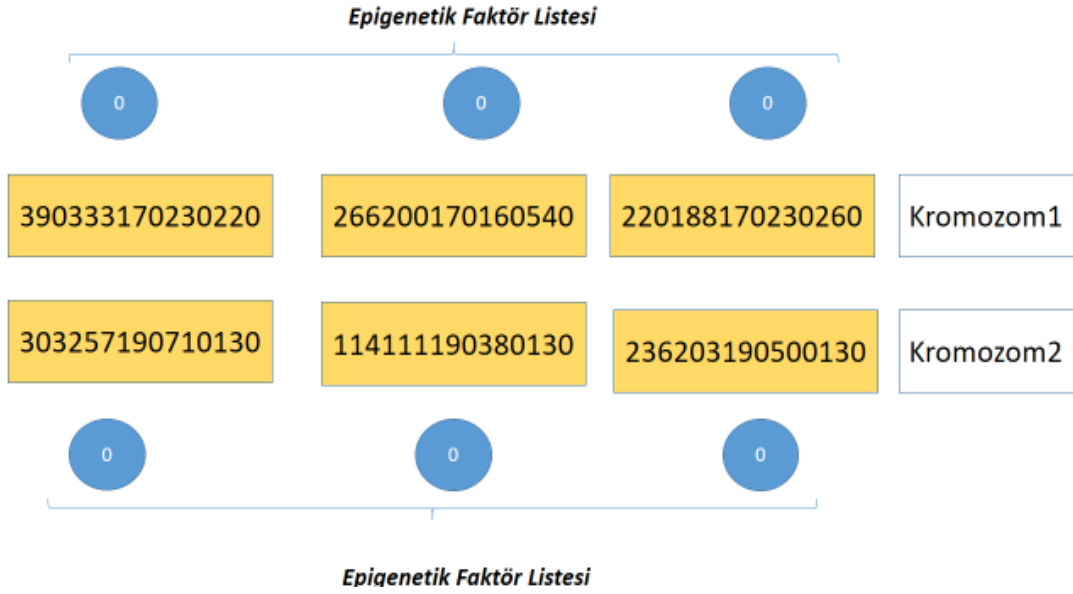 Epigenetik Faktör Listesi
0 0 0
390333170230220 266200170160540 220188170230260 Kromozom1
303257190710130 114111190380130 236203190500130 Kromozom2
0 0 0
Epigenetik Faktör Listesi